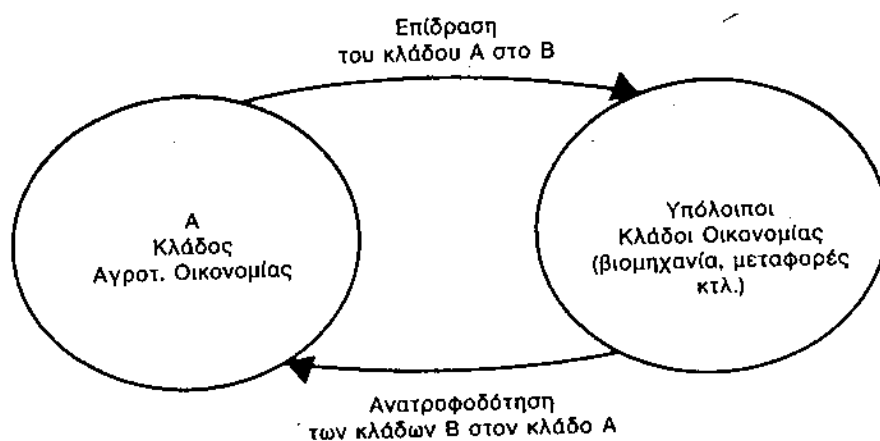 Επίδραση
του κλάδου Α στο Β
Α
Κλάδος
Αγροτ. Οικονομίας
Υπόλοιποι
Κλάδοι Οικονομίας
(βιομηχανία, μεταφορές
κτλ.)
Ανατροφοδότηση
των κλάδων Β στον κλάδο Α